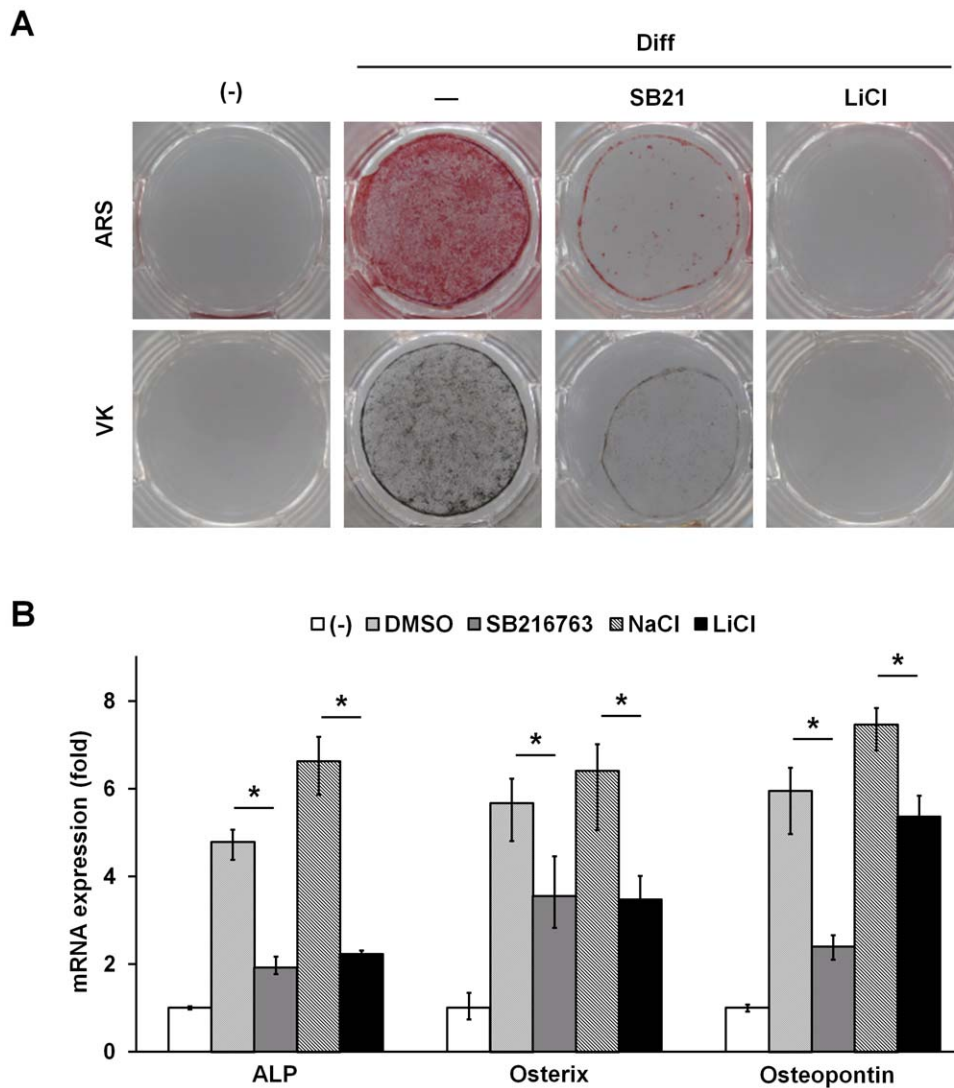 A
Diff
(-)
—
SB21
LiCl
ARS
VK
B
(-) DMSO SB216763 NaCl LiCl
mRNA expression (fold)
8
6
4
2
0
* * * * * *
ALP Osterix Osteopontin